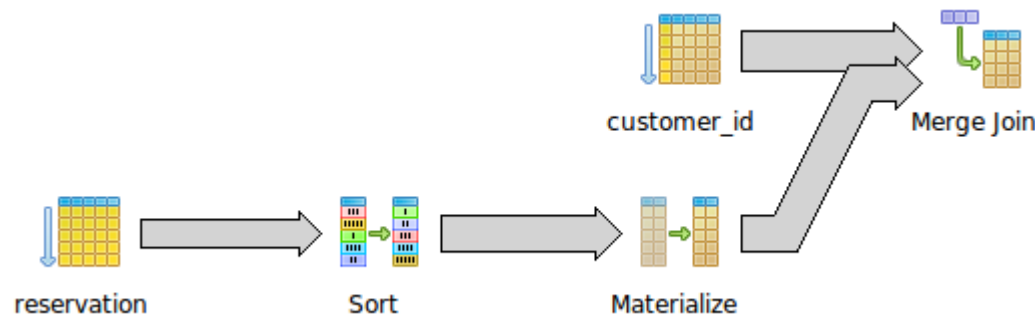 customer_id
Merge Join
reservation
Sort
Materialize